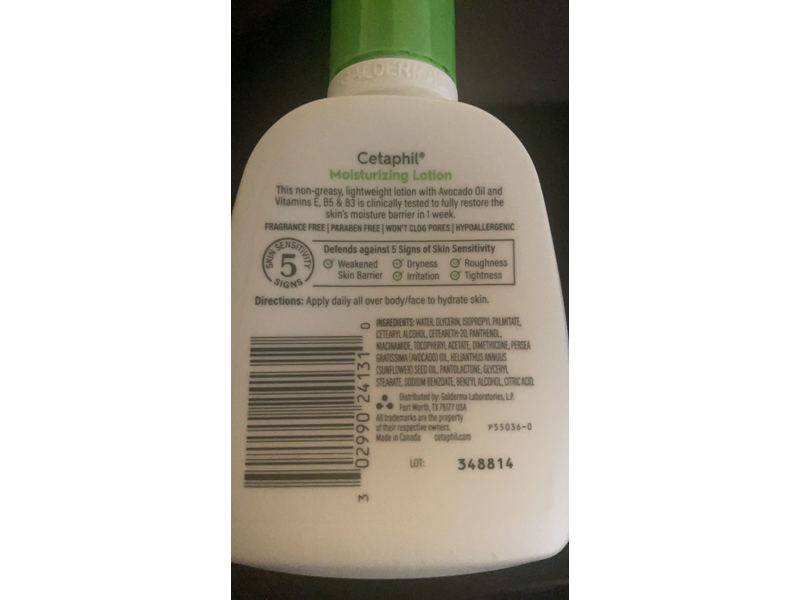 GALDERMA
Cetaphil®
Moisturizing Lotion
This non-greasy, lightweight lotion with Avocado Oil and
Vitamins E, B5 & B3 is clinically tested to fully restore the
skin's moisture barrier in 1 week.
FRAGRANCE FREE | PARABEN FREE | WON'T CLOG PORES | HYPOALLERGENIC
SKIN SENSITIVITY
5
SIGNS
Defends against 5 Signs of Skin Sensitivity
Weakened Dryness Roughness
Skin Barrier Irritation Tightness
Directions: Apply daily all over body/face to hydrate skin.
INGREDIENTS: WATER, GLYCERIN, ISOPROPYL PALMITATE,
CETEARYL ALCOHOL, CETEARETH-20, PANTHENOL,
NIACINAMIDE, TOCOPHERYL ACETATE, DIMETHICONE, PERSEA
GRATISSIMA (AVOCADO) OIL, HELIANTHUS ANNUUS
(SUNFLOWER) SEED OIL, PANTOLACTONE, GLYCERYL
STEARATE, SODIUM BENZOATE, BENZYL ALCOHOL, CITRIC ACID.
Distributed by: Galderma Laboratories, L.P.
Fort Worth, TX 76177 USA
All trademarks are the property
of their respective owners.
Made in Canada cetaphil.com
P55036-0
LOT: 348814
3 02990 24131 0